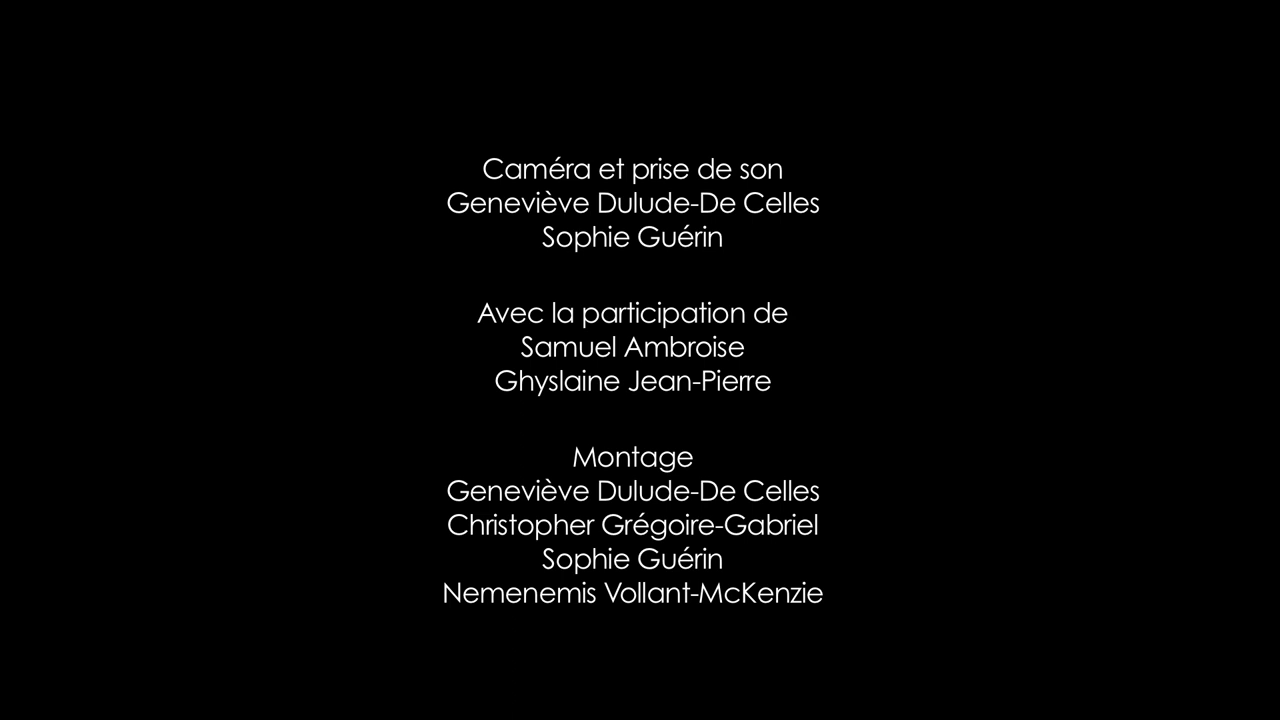 Caméra et prise de son
Geneviève Dulude-De Celles
Sophie Guérin
Avec la participation de
Samuel Ambroise
Ghyslaine Jean-Pierre
Montage
Geneviève Dulude-De Celles
Christopher Grégoire-Gabriel
Sophie Guérin
Nemenemis Vollant-McKenzie